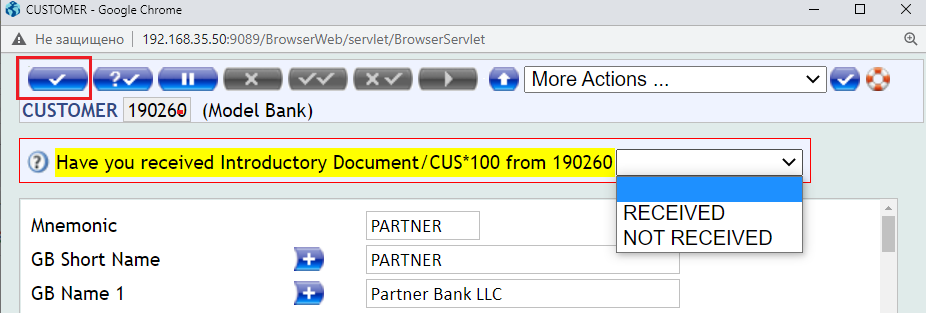 CUSTOMER - Google Chrome
Не защищено 192.168.35.50:9089/BrowserWeb/servlet/BrowserServlet
More Actions ...
CUSTOMER 190260 (Model Bank)
Have you received Introductory Document/CUS*100 from 190260
RECEIVED
NOT RECEIVED
Mnemonic PARTNER
GB Short Name PARTNER
GB Name 1 Partner Bank LLC